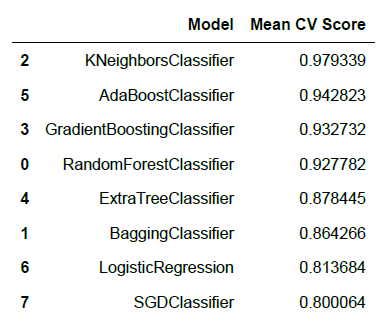 Model Mean CV Score
2 KNeighborsClassifier 0.979339
5 AdaBoostClassifier 0.942823
3 GradientBoostingClassifier 0.932732
0 RandomForestClassifier 0.927782
4 ExtraTreeClassifier 0.878445
1 BaggingClassifier 0.864266
6 LogisticRegression 0.813684
7 SGDClassifier 0.800064